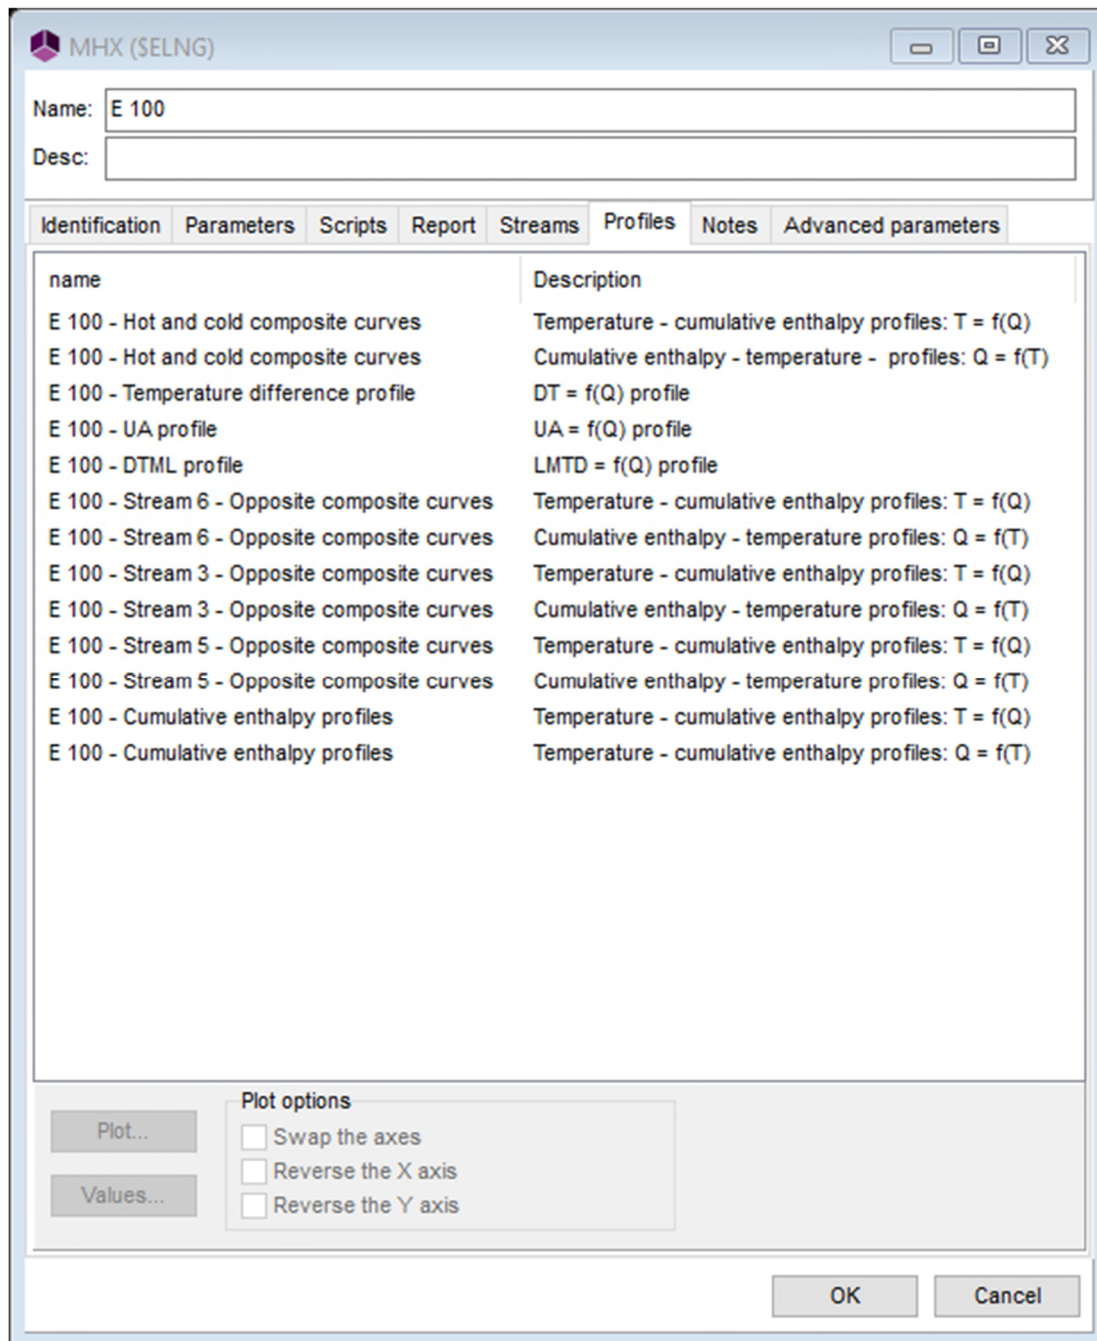 MHX ($ELNG)
Name: E 100
Desc:
Identification Parameters Scripts Report Streams Profiles Notes Advanced parameters
name Description
E 100 - Hot and cold composite curves Temperature - cumulative enthalpy profiles: T = f(Q)
E 100 - Hot and cold composite curves Cumulative enthalpy - temperature - profiles: Q = f(T)
E 100 - Temperature difference profile DT = f(Q) profile
E 100 - UA profile UA = f(Q) profile
E 100 - DTML profile LMTD = f(Q) profile
E 100 - Stream 6 - Opposite composite curves Temperature - cumulative enthalpy profiles: T = f(Q)
E 100 - Stream 6 - Opposite composite curves Cumulative enthalpy - temperature profiles: Q = f(T)
E 100 - Stream 3 - Opposite composite curves Temperature - cumulative enthalpy profiles: T = f(Q)
E 100 - Stream 3 - Opposite composite curves Cumulative enthalpy - temperature profiles: Q = f(T)
E 100 - Stream 5 - Opposite composite curves Temperature - cumulative enthalpy profiles: T = f(Q)
E 100 - Stream 5 - Opposite composite curves Cumulative enthalpy - temperature profiles: Q = f(T)
E 100 - Cumulative enthalpy profiles Temperature - cumulative enthalpy profiles: T = f(Q)
E 100 - Cumulative enthalpy profiles Temperature - cumulative enthalpy profiles: Q = f(T)
Plot options
Plot... Swap the axes
Reverse the X axis
Values... Reverse the Y axis
OK Cancel